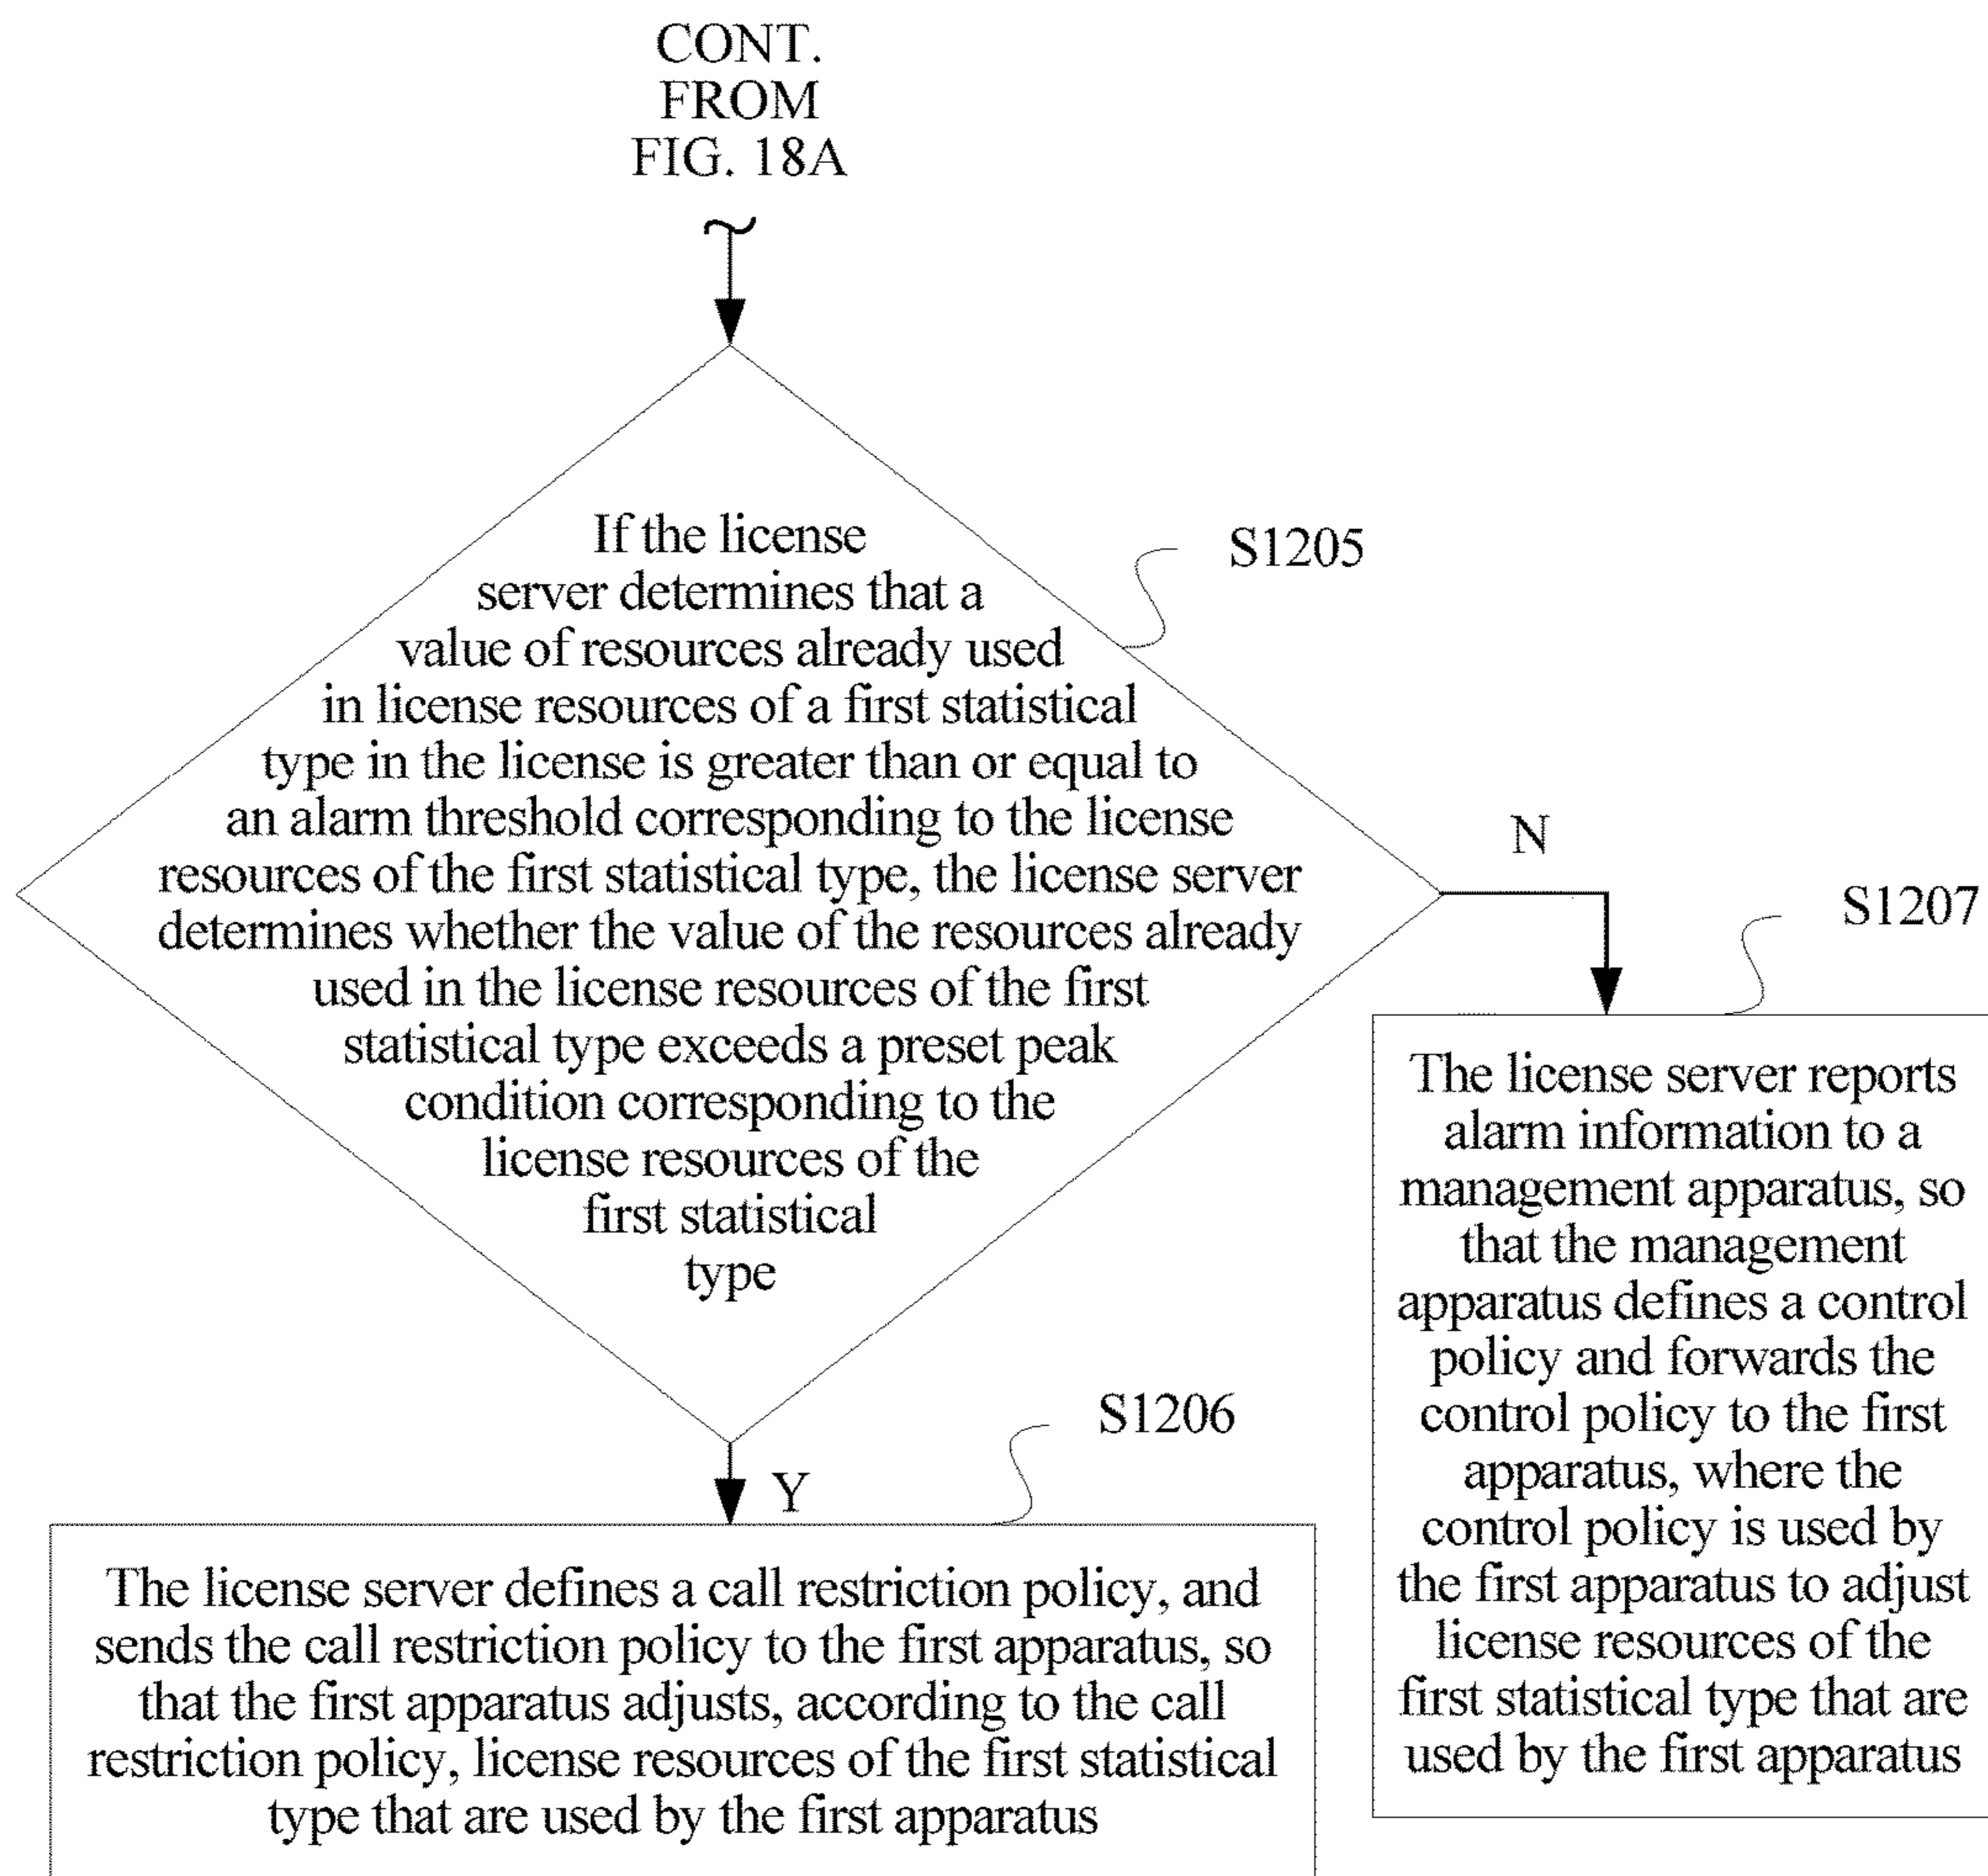 CONT.
FROM
FIG. 18A
If the license
server determines that a
value of resources already used
in license resources of a first statistical
type in the license is greater than or equal to
an alarm threshold corresponding to the license
resources of the first statistical type, the license server
determines whether the value of the resources already
used in the license resources of the first
statistical type exceeds a preset peak
condition corresponding to the
license resources of the
first statistical
type
S1205
N
S1207
The license server reports
alarm information to a
management apparatus, so
that the management
apparatus defines a control
policy and forwards the
control policy to the first
apparatus, where the
control policy is used by
the first apparatus to adjust
license resources of the
first statistical type that are
used by the first apparatus
Y
S1206
The license server defines a call restriction policy, and
sends the call restriction policy to the first apparatus, so
that the first apparatus adjusts, according to the call
restriction policy, license resources of the first statistical
type that are used by the first apparatus